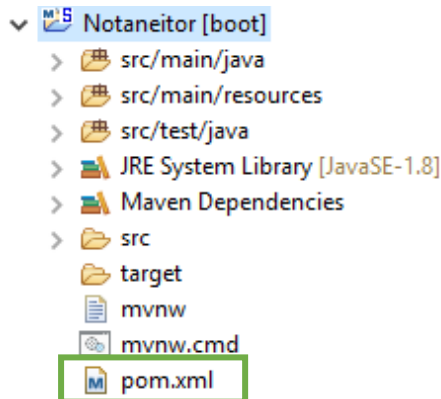 Notaneitor [boot]
src/main/java
src/main/resources
src/test/java
JRE System Library [JavaSE-1.8]
Maven Dependencies
src
target
mvnw
mvnw.cmd
pom.xml